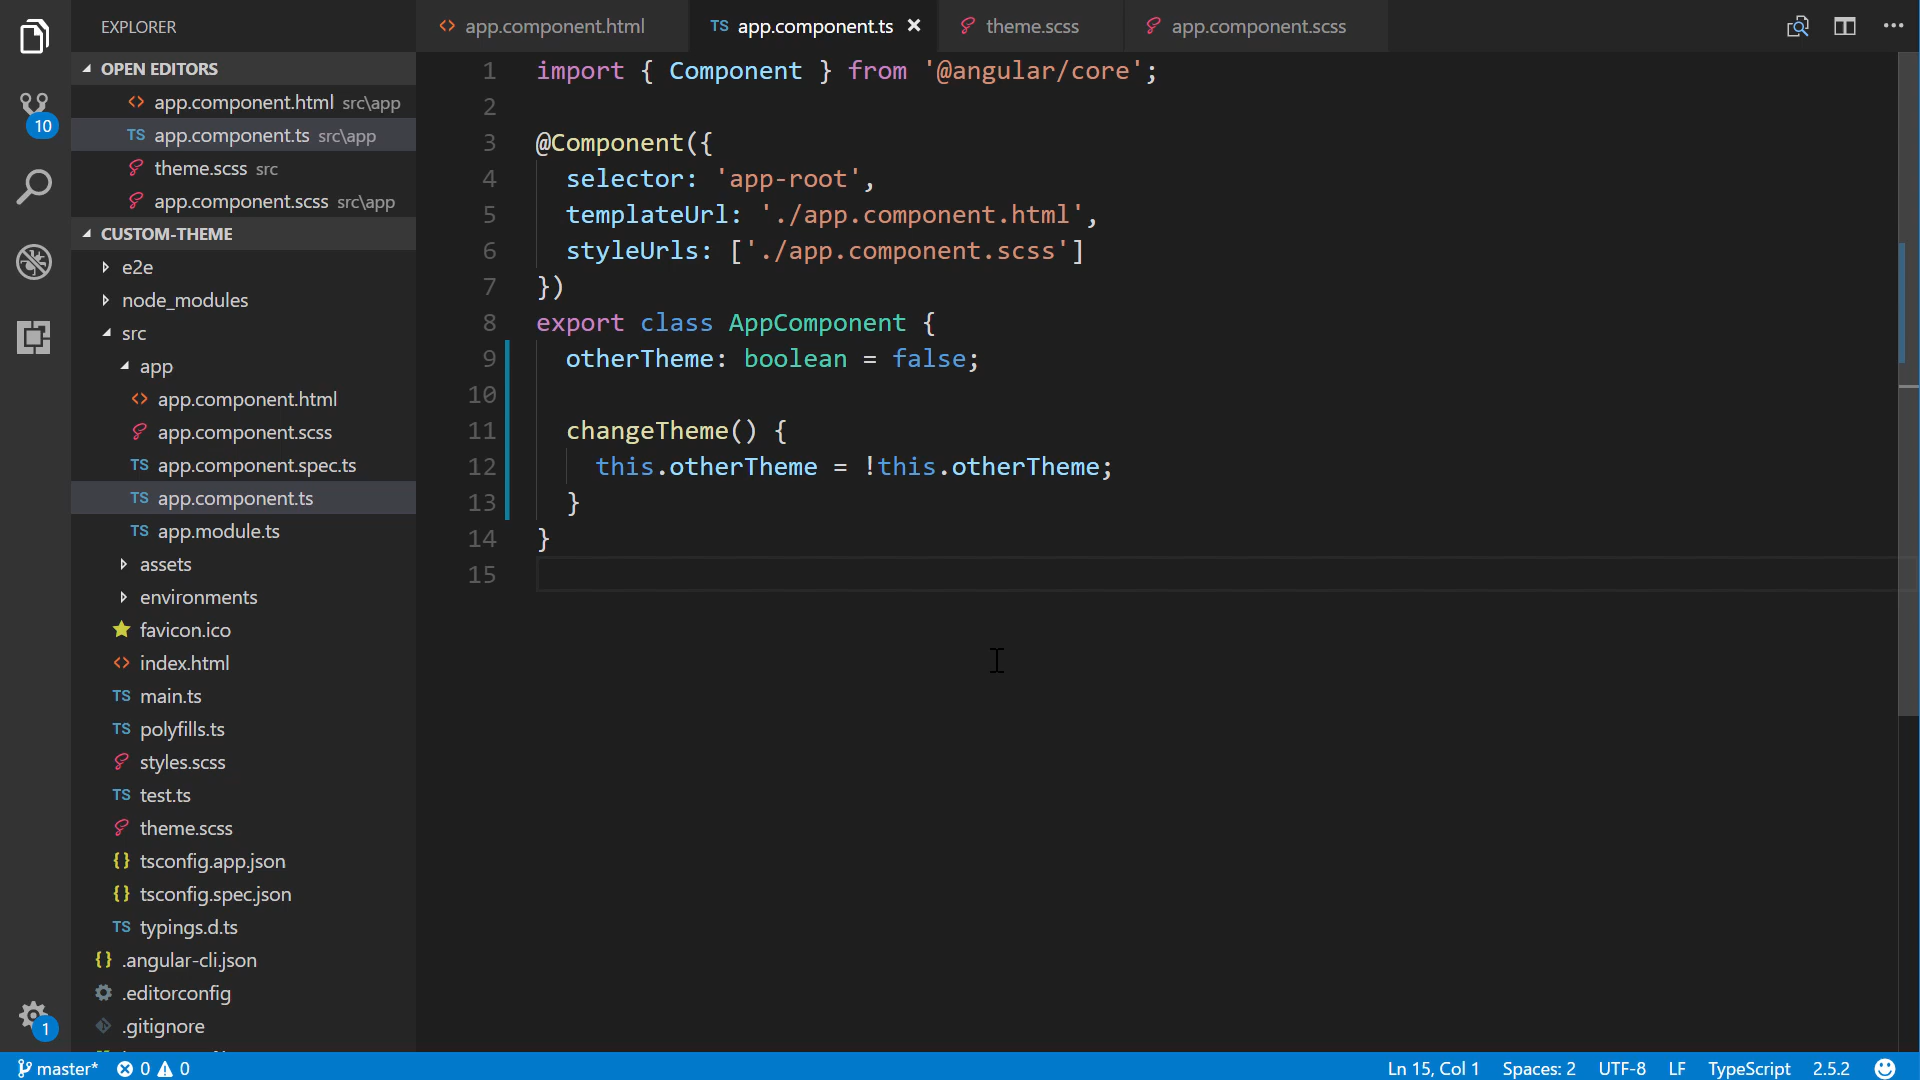 EXPLORER
OPEN EDITORS
<> app.component.html src\app
TS app.component.ts src\app
theme.scss src
app.component.scss src\app
CUSTOM-THEME
e2e
node_modules
src
app
<> app.component.html
app.component.scss
TS app.component.spec.ts
TS app.component.ts
TS app.module.ts
assets
environments
favicon.ico
<> index.html
TS main.ts
TS polyfills.ts
styles.scss
TS test.ts
theme.scss
{} tsconfig.app.json
{} tsconfig.spec.json
TS typings.d.ts
{} .angular-cli.json
.editorconfig
.gitignore
10
1
<> app.component.html TS app.component.ts × theme.scss app.component.scss ...
1 import { Component } from '@angular/core';
2
3 @Component({
4 selector: 'app-root',
5 templateUrl: './app.component.html',
6 styleUrls: ['./app.component.scss']
7 })
8 export class AppComponent {
9 otherTheme: boolean = false;
10
11 changeTheme() {
12 this.otherTheme = !this.otherTheme;
13 }
14 }
15
master* 0 0 Ln 15, Col 1 Spaces: 2 UTF-8 LF TypeScript 2.5.2